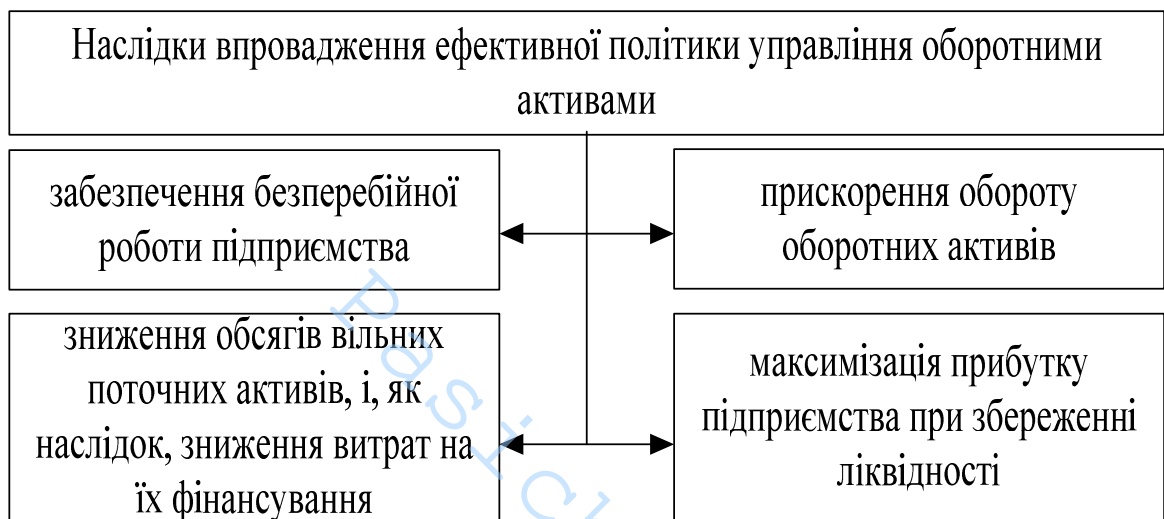 Наслідки впровадження ефективної політики управління оборотними
активами
забезпечення безперебійної
роботи підприємства
прискорення обороту
оборотних активів
зниження обсягів вільних
поточних активів, і, як
наслідок, зниження витрат на
їх фінансування
максимізація прибутку
підприємства при збереженні
ліквідності